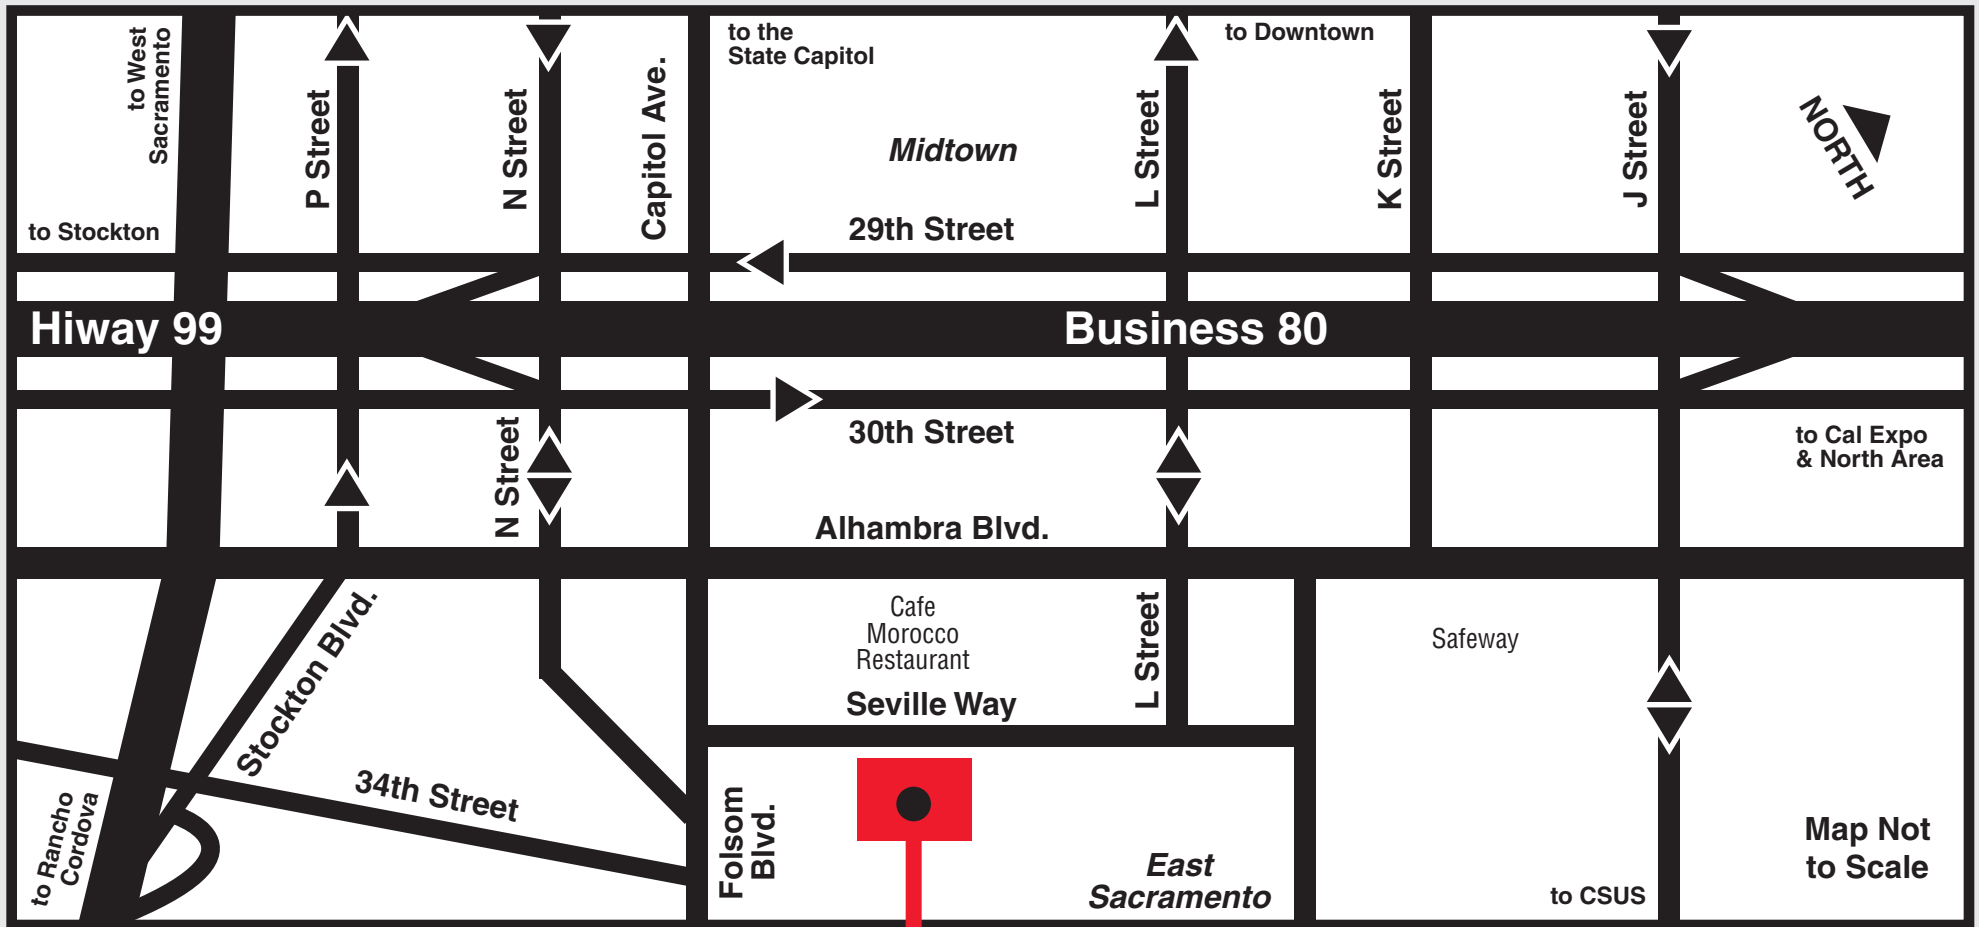 to West
Sacramento
P Street
N Street
Capitol Ave.
to the
State Capitol
Midtown
L Street
to Downtown
K Street
J Street
NORTH
to Stockton
29th Street
Hiway 99
Business 80
30th Street
N Street
to Cal Expo
& North Area
Alhambra Blvd.
Stockton Blvd.
Cafe
Morocco
Restaurant
Seville Way
L Street
Safeway
34th Street
to Rancho
Cordova
Folsom
Blvd.
East
Sacramento
to CSUS
Map Not
to Scale